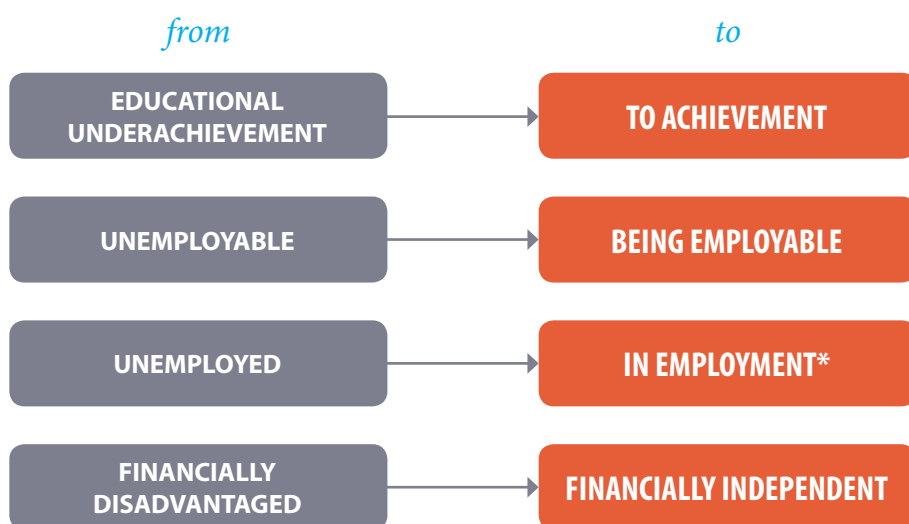 from
to
EDUCATIONAL
UNDERACHIEVEMENT
TO ACHIEVEMENT
UNEMPLOYABLE
BEING EMPLOYABLE
UNEMPLOYED
IN EMPLOYMENT*
FINANCIALLY
DISADVANTAGED
FINANCIALLY INDEPENDENT